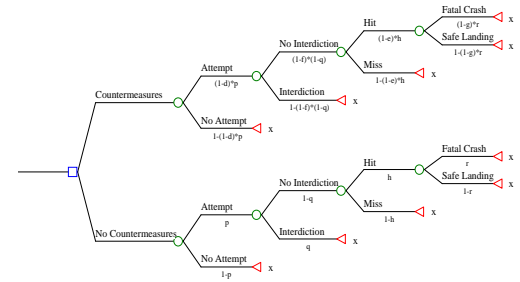 Fatal Crash
(1-g)*r
x
Hit
(1-e)*h
Safe Landing
1-(1-g)*r
x
No Interdiction
(1-f)*(1-q)
Miss
1-(1-e)*h
x
Attempt
(1-d)*p
Interdiction
1-(1-f)*(1-q)
x
Countermeasures
No Attempt
1-(1-d)*p
x
Fatal Crash
r
x
Hit
h
Safe Landing
1-r
x
No Interdiction
1-q
Miss
1-h
x
Attempt
p
Interdiction
q
x
No Countermeasures
No Attempt
1-p
x